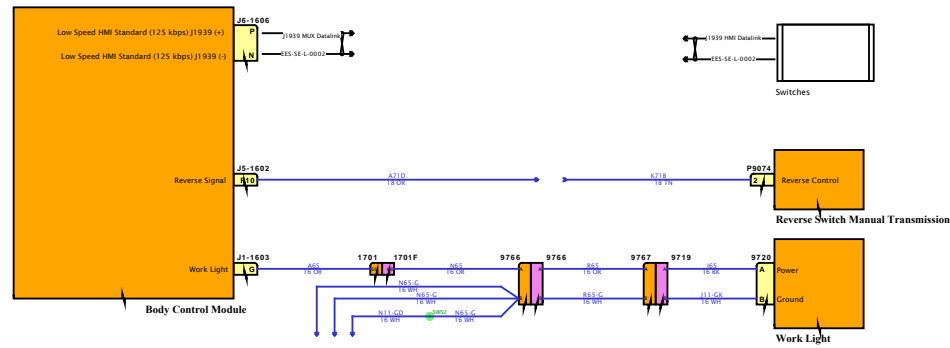 J6-1606
Low Speed HMI Standard (125 kbps) J1939 (+)
P
J1939 MUX Datalink
J1939 HMI Datalink
Low Speed HMI Standard (125 kbps) J1939 (-)
N
EES-SE-L-0002
EES-SE-L-0002
Switches
J5-1602
A71D
K71B
P9074
Reverse Signal
F10
18 OR
18 TN
2
Reverse Control
Reverse Switch Manual Transmission
J1-1603
1701
1701F
9766
9766
9767
9719
9720
Work Light
G
A65
16 OR
N65
16 OR
A
A
R65
16 OR
A
A
J65
16 BK
A
Power
N65-G
16 WH
N65-G
16 WH
B
B
R65-G
16 WH
B
B
J11-GK
16 WH
B
Ground
N11-GD
16 WH
SW52
N65-G
16 WH
Body Control Module
Work Light